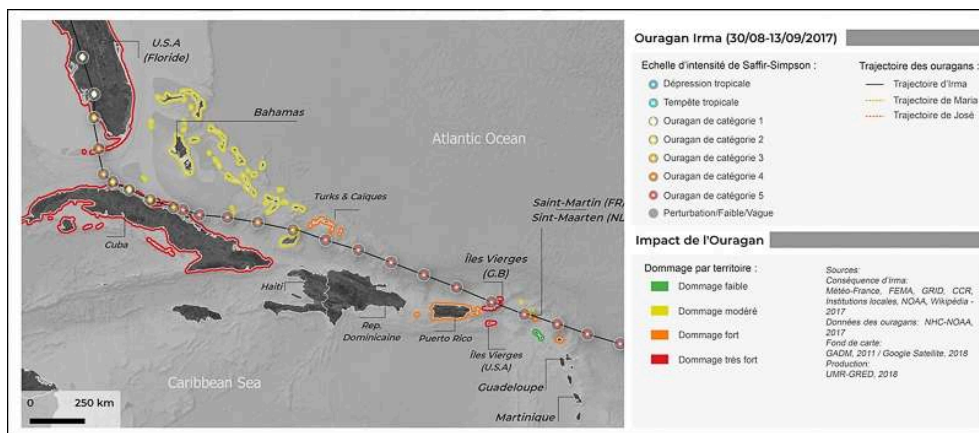 U.S.A
(Floride)
Bahamas
Atlantic Ocean
Turks & Caiques
Saint-Martin (FRA
Sint-Maarten (NL
Cuba
Îles Vierges
(G.B)
Haiti
Rep.
Dominicaine
Puerto Rico
Îles Vierges
(U.S.A)
Guadeloupe
Caribbean Sea
Martinique
0 250 km
Ouragan Irma (30/08-13/09/2017)
Echelle d'intensité de Saffir-Simpson :
Dépression tropicale
Tempête tropicale
Ouragan de catégorie 1
Ouragan de catégorie 2
Ouragan de catégorie 3
Ouragan de catégorie 4
Ouragan de catégorie 5
Perturbation/Faible/Vague
Trajectoire des ouragans :
Trajectoire d'Irma
Trajectoire de Maria
Trajectoire de José
Impact de l'Ouragan
Dommage par territoire :
Dommage faible
Dommage modéré
Dommage fort
Dommage très fort
Sources:
Conséquence d'Irma:
Météo-France, FEMA, GRID, CCR,
Institutions locales, NOAA, Wikipédia -
2017
Données des ouragans: NHC-NOAA,
2017
Fond de carte:
GADM, 2011 / Google Satellite, 2018
Production:
UMR-GRED, 2018